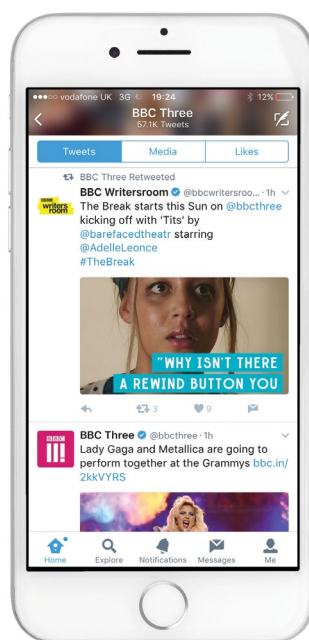 vodafone UK 3G 19:24 12%
BBC Three
57.1K Tweets
Tweets Media Likes
BBC Three Retweeted
BBC Writersroom @bbcwritersroo... · 1h
BBC
writers
room
The Break starts this Sun on @bbcthree
kicking off with 'Tits' by
@barefacedtheatr starring
@AdelleLeonce
#TheBreak
"WHY ISN'T THERE
A REWIND BUTTON YOU
3 9
BBC Three @bbcthree · 1h
BBC
Lady Gaga and Metallica are going to
perform together at the Grammys bbc.in/
2kkVYRS
Home Explore Notifications Messages Me